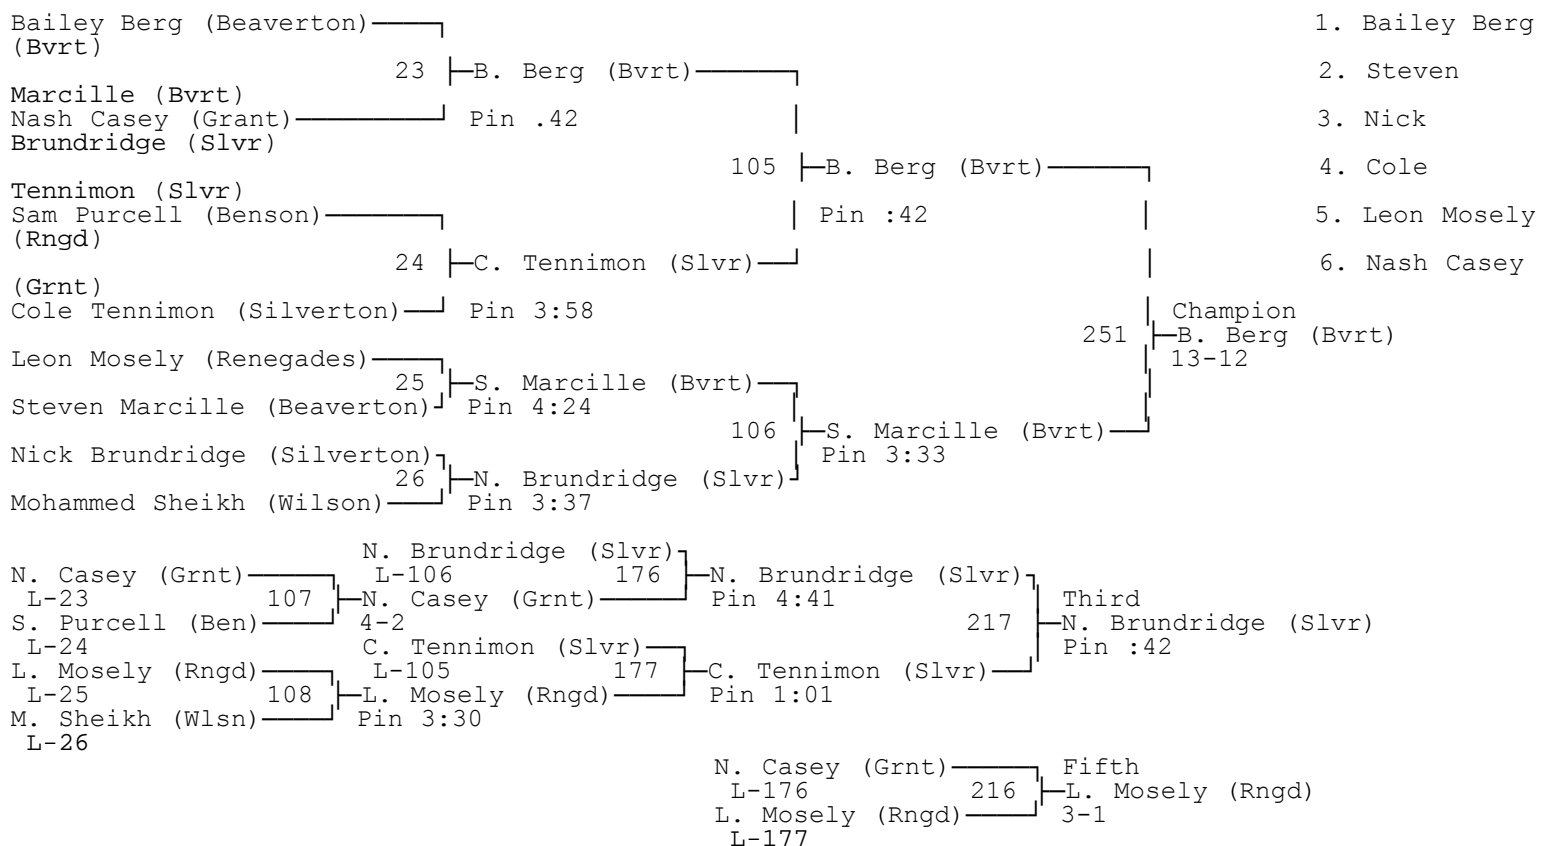 Bailey Berg (Beaverton) 1. Bailey Berg
(Bvrt)
23 B. Berg (Bvrt) 2. Steven
Marcille (Bvrt)
Nash Casey (Grant) Pin .42 3. Nick
Brundridge (Slvr)
105 B. Berg (Bvrt) 4. Cole
Tennimon (Slvr)
Sam Purcell (Benson) Pin :42 5. Leon Mosely
(Rngd)
24 C. Tennimon (Slvr) 6. Nash Casey
(Grnt)
Cole Tennimon (Silverton) Pin 3:58 Champion
251 B. Berg (Bvrt)
Leon Mosely (Renegades) 13-12
25 S. Marcille (Bvrt)
Steven Marcille (Beaverton) Pin 4:24
106 S. Marcille (Bvrt)
Nick Brundridge (Silverton) Pin 3:33
26 N. Brundridge (Slvr)
Mohammed Sheikh (Wilson) Pin 3:37
N. Brundridge (Slvr)
N. Casey (Grnt) L-106 176 N. Brundridge (Slvr)
L-23 107 N. Casey (Grnt) Pin 4:41 Third
S. Purcell (Ben) 4-2 217 N. Brundridge (Slvr)
L-24 C. Tennimon (Slvr) Pin :42
L. Mosely (Rngd) L-105 177 C. Tennimon (Slvr)
L-25 108 L. Mosely (Rngd) Pin 1:01
M. Sheikh (Wlsn) Pin 3:30
L-26
N. Casey (Grnt) Fifth
L-176 216 L. Mosely (Rngd)
L. Mosely (Rngd) 3-1
L-177